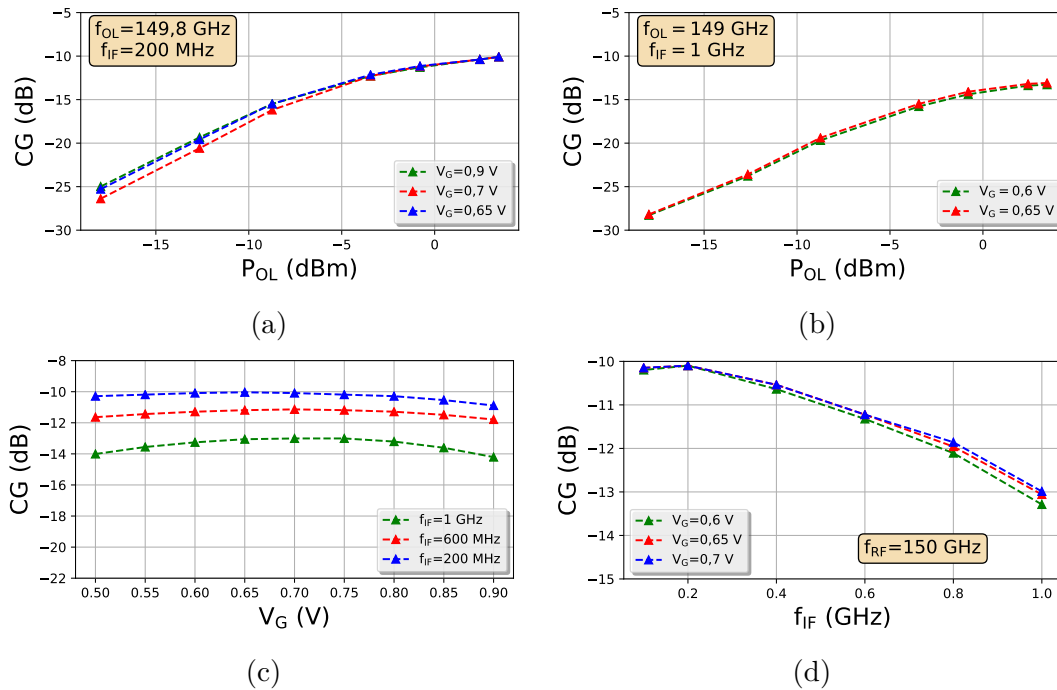 f_OL=149,8 GHz
f_IF=200 MHz
−5
−10
−15
−20
−25
−30
CG (dB)
V_G=0,9 V
V_G=0,7 V
V_G=0,65 V
−15 −10 −5 0
P_OL (dBm)
(a)
f_OL = 149 GHz
f_IF = 1 GHz
−5
−10
−15
−20
−25
−30
CG (dB)
V_G = 0,6 V
V_G = 0,65 V
−15 −10 −5 0
P_OL (dBm)
(b)
−8
−10
−12
−14
−16
−18
−20
−22
CG (dB)
f_IF=1 GHz
f_IF=600 MHz
f_IF=200 MHz
0.50 0.55 0.60 0.65 0.70 0.75 0.80 0.85 0.90
V_G (V)
(c)
−10
−11
−12
−13
−14
−15
CG (dB)
V_G=0,6 V
V_G=0,65 V
V_G=0,7 V
f_RF=150 GHz
0.2 0.4 0.6 0.8 1.0
f_IF (GHz)
(d)